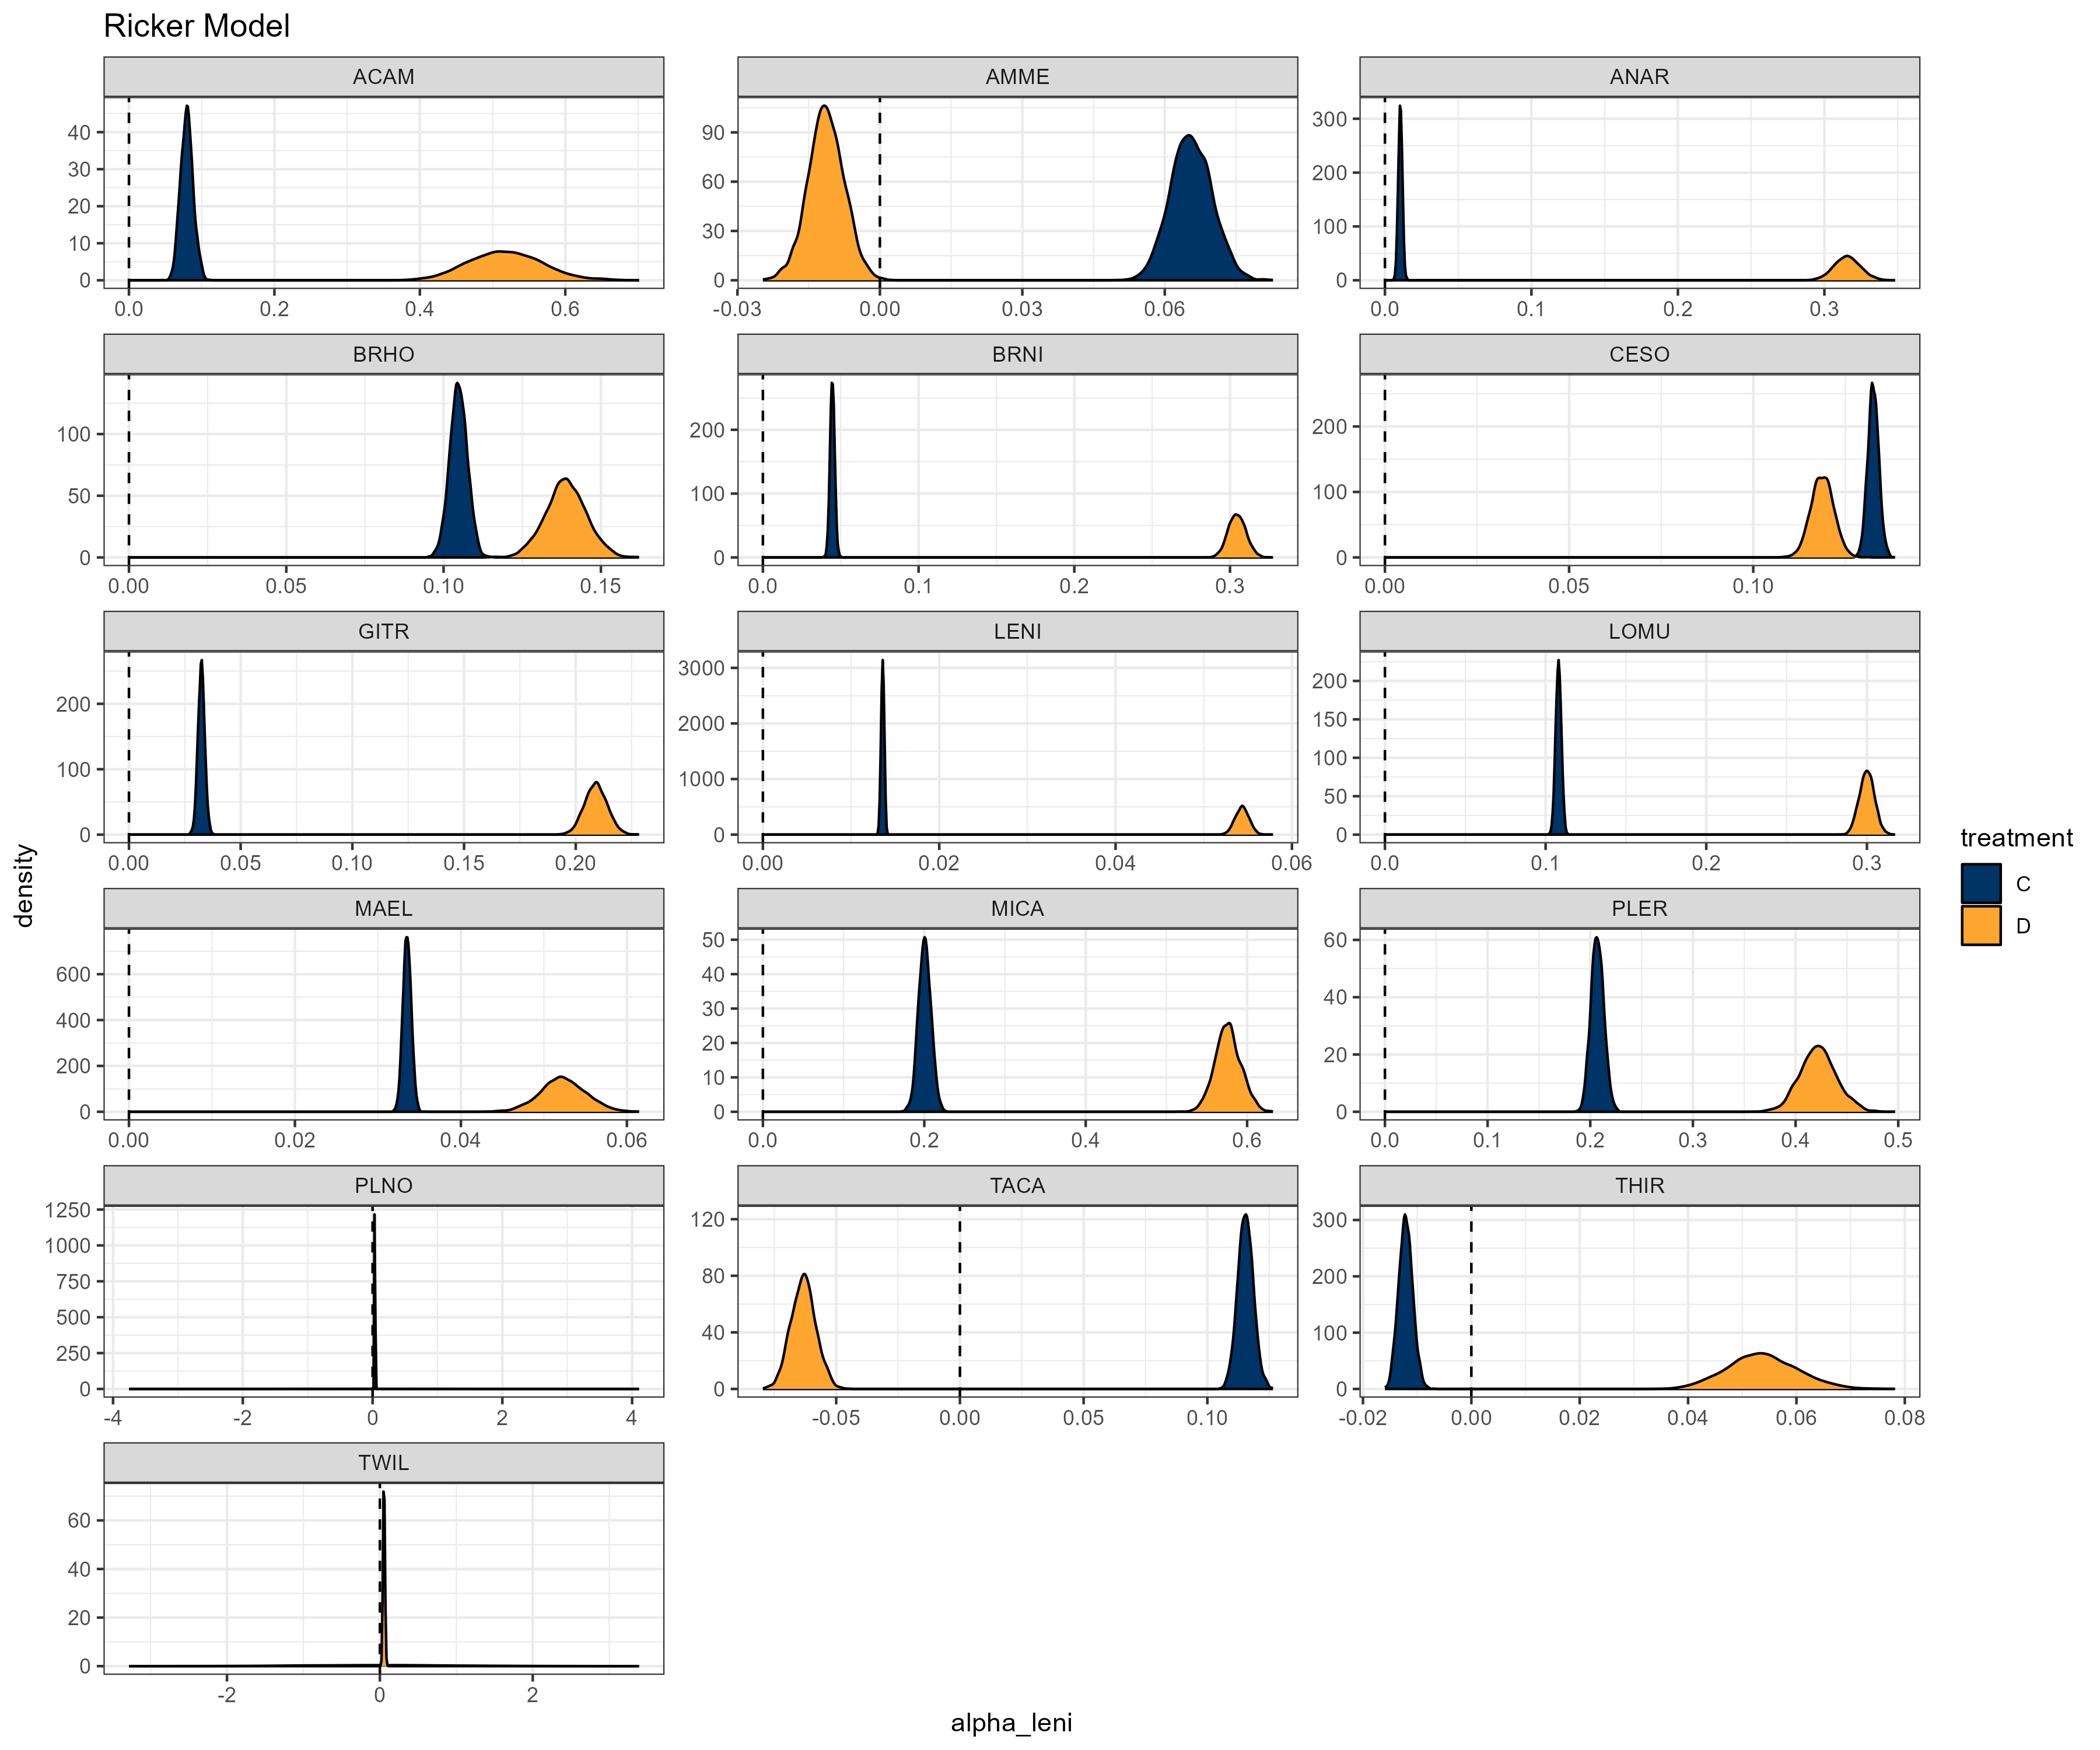 Ricker Model
ACAM AMME ANAR
40 30 20 10 0
90 60 30 0
300 200 100 0
0.0 0.2 0.4 0.6
-0.03 0.00 0.03 0.06
0.0 0.1 0.2 0.3
BRHO BRNI CESO
100 50 0
200 100 0
200 100 0
0.00 0.05 0.10 0.15
0.0 0.1 0.2 0.3
0.00 0.05 0.10
GITR LENI LOMU
200 100 0
3000 2000 1000 0
200 150 100 50 0
0.00 0.05 0.10 0.15 0.20
0.00 0.02 0.04 0.06
0.0 0.1 0.2 0.3
MAEL MICA PLER
600 400 200 0
50 40 30 20 10 0
60 40 20 0
0.00 0.02 0.04 0.06
0.0 0.2 0.4 0.6
0.0 0.1 0.2 0.3 0.4 0.5
PLNO TACA THIR
1250 1000 750 500 250 0
120 80 40 0
300 200 100 0
-4 -2 0 2 4
-0.05 0.00 0.05 0.10
-0.02 0.00 0.02 0.04 0.06 0.08
TWIL
60 40 20 0
-2 0 2
density
alpha_leni
treatment
C
D